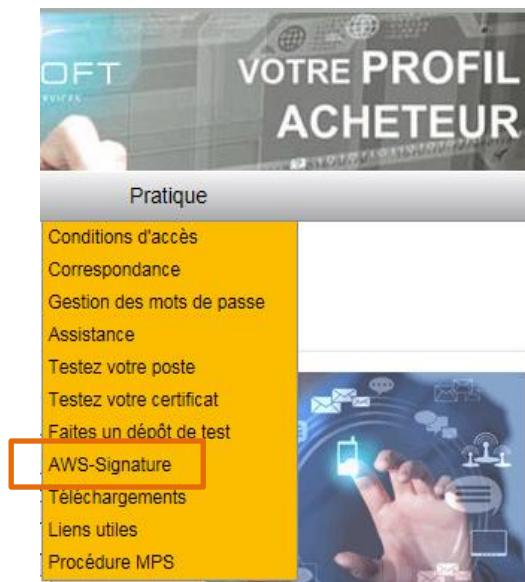 OFT
VOTRE PROFIL
ACHETEUR
Pratique
Conditions d'accès
Correspondance
Gestion des mots de passe
Assistance
Testez votre poste
Testez votre certificat
Faites un dépôt de test
AWS-Signature
Téléchargements
Liens utiles
Procédure MPS